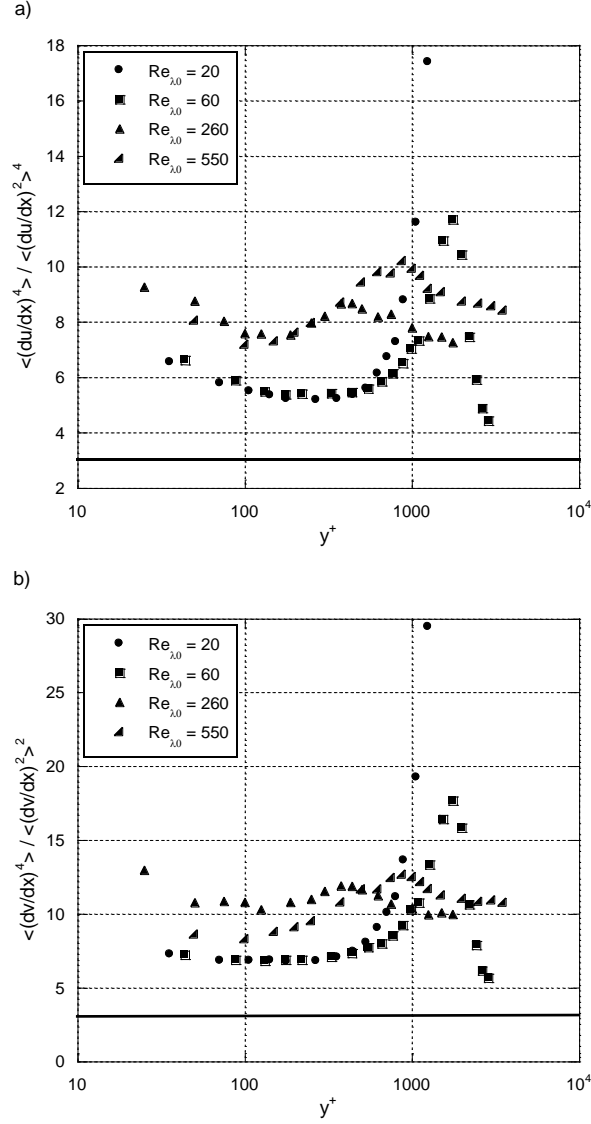 a)
18
16
14
12
10
8
6
4
2
<(du/dx)⁴> / <(du/dx)²>⁴
Re_λ0 = 20
Re_λ0 = 60
Re_λ0 = 260
Re_λ0 = 550
10 100 1000 10⁴
y⁺
b)
30
25
20
15
10
5
0
<(dv/dx)⁴> / <(dv/dx)²>²
Re_λ0 = 20
Re_λ0 = 60
Re_λ0 = 260
Re_λ0 = 550
10 100 1000 10⁴
y⁺